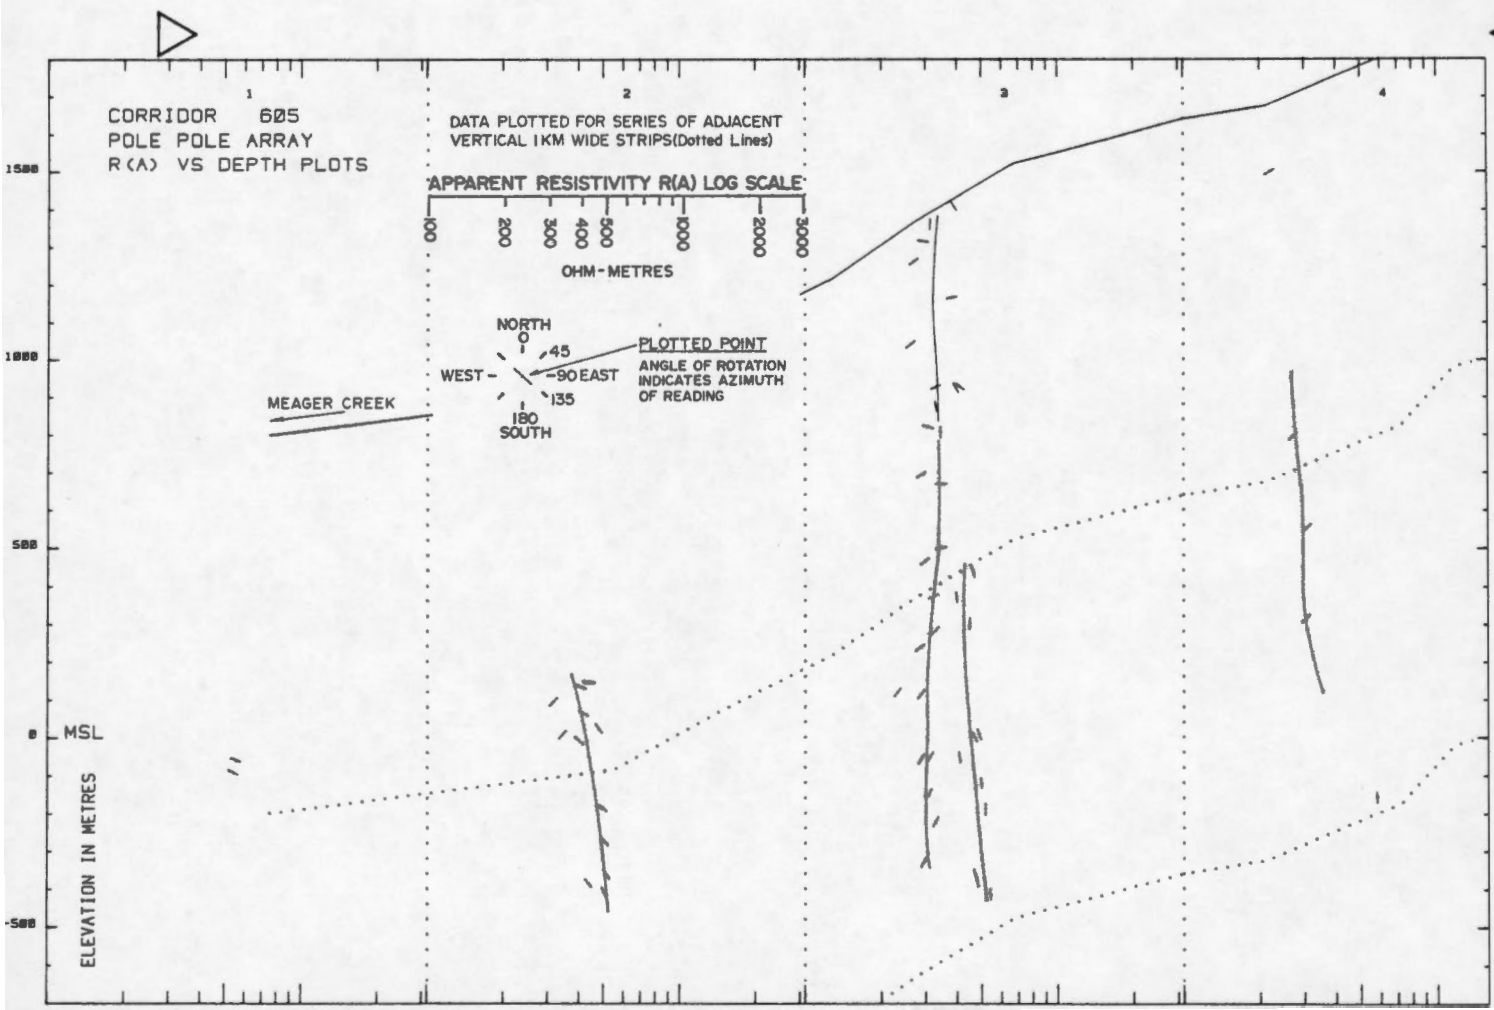 1
2
3
4
CORRIDOR 605
POLE POLE ARRAY
R(A) VS DEPTH PLOTS
DATA PLOTTED FOR SERIES OF ADJACENT
VERTICAL 1KM WIDE STRIPS(Dotted Lines)
APPARENT RESISTIVITY R(A) LOG SCALE
100
200
300
400
500
1000
2000
3000
OHM-METRES
NORTH
0
45
WEST
90 EAST
135
180
SOUTH
PLOTTED POINT
ANGLE OF ROTATION
INDICATES AZIMUTH
OF READING
MEAGER CREEK
1500
1000
500
0
MSL
-500
ELEVATION IN METRES